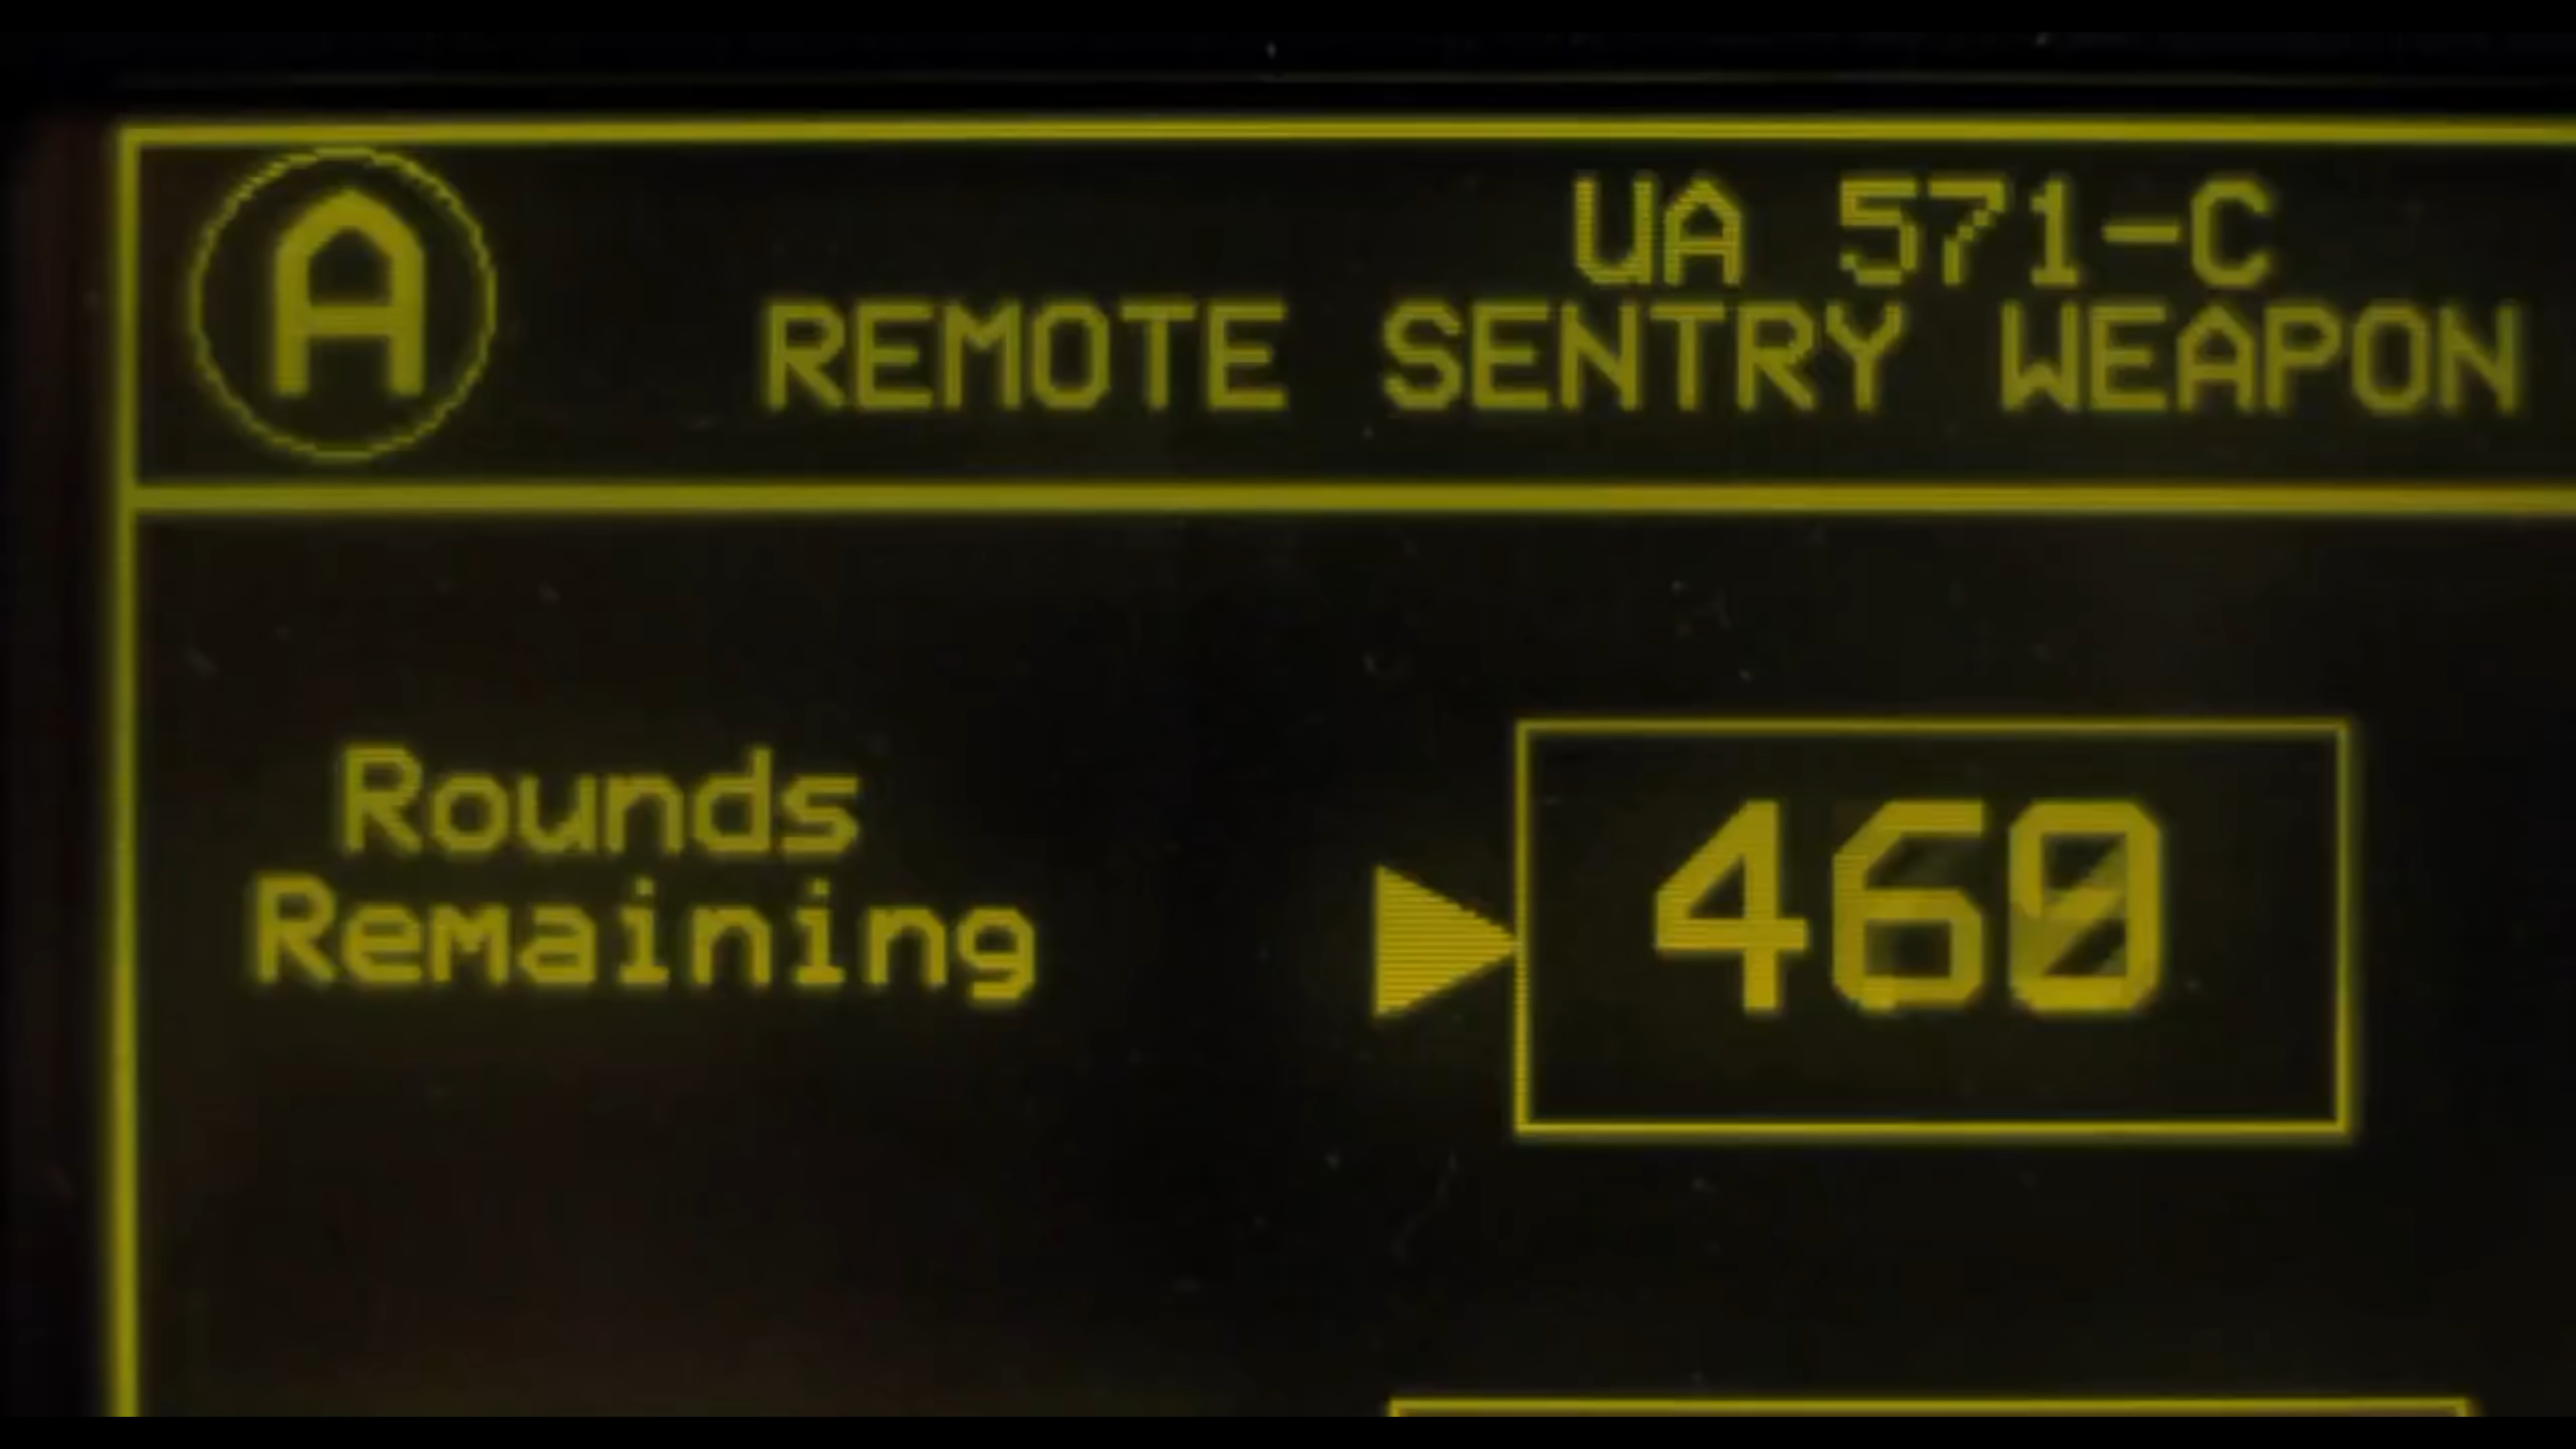 A
UA 571-C
REMOTE SENTRY WEAPON
Rounds
Remaining
460